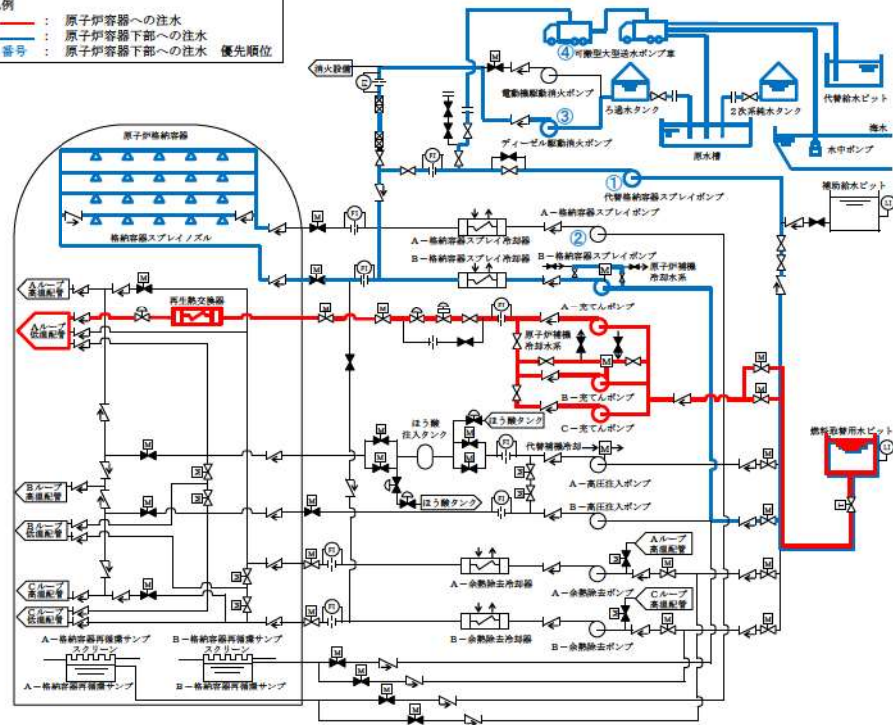 例
： 原子炉容器への注水
： 原子炉容器下部への注水
番号 ： 原子炉容器下部への注水 優先順位
消火設備
M
FI
電動機駆動消火ポンプ
④可搬型大型送水ポンプ車
ろ過水タンク
2次系純水タンク
代替給水ピット
③
ディーゼル駆動消火ポンプ
原水槽
海水
水中ポンプ
FI
①
代替格納容器スプレイポンプ
補助給水ピット
LI
原子炉格納容器
格納容器スプレイノズル
M
FI
A－格納容器スプレイ冷却器
A－格納容器スプレイポンプ
②
B－格納容器スプレイ冷却器
B－格納容器スプレイポンプ
M
FI
M
原子炉補機
冷却水系
Aループ
高温配管
M
再生熱交換器
Aループ
低温配管
M
M
FI
A－充てんポンプ
原子炉補機
冷却水系
M
B－充てんポンプ
C－充てんポンプ
M
M
燃料取替用水ピット
LI
ほう酸
注入タンク
ほう酸タンク
M
M
M
M
M
FI
代替補機冷却
M
A－高圧注入ポンプ
M
ほう酸タンク
Bループ
高温配管
M
M
FI
B－高圧注入ポンプ
M
Bループ
低温配管
M
FI
A－余熱除去冷却器
Aループ
高温配管
A－余熱除去ポンプ
M
M
Cループ
高温配管
M
Cループ
高温配管
Cループ
低温配管
M
FI
B－余熱除去冷却器
B－余熱除去ポンプ
M
M
A－格納容器再循環サンプ
スクリーン
B－格納容器再循環サンプ
スクリーン
A－格納容器再循環サンプ
B－格納容器再循環サンプ
M
M
M
M